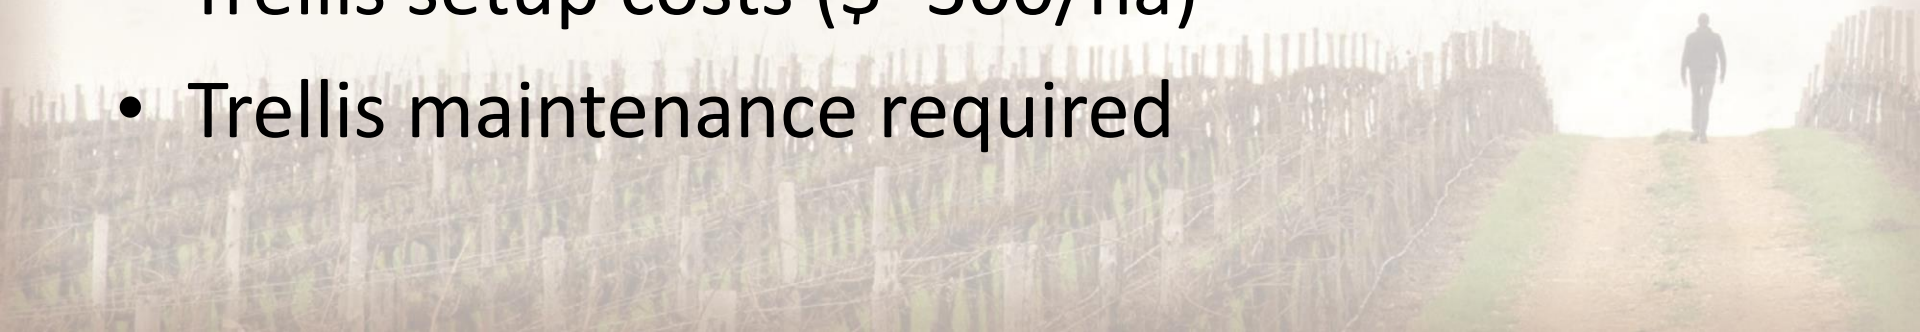 Trellis setup costs
• Trellis maintenance required